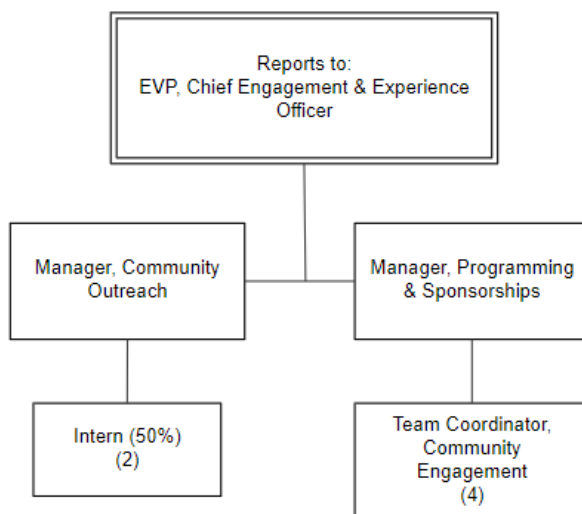 Reports to:
EVP, Chief Engagement & Experience
Officer
Manager, Community
Outreach
Manager, Programming
& Sponsorships
Intern (50%)
(2)
Team Coordinator,
Community
Engagement
(4)